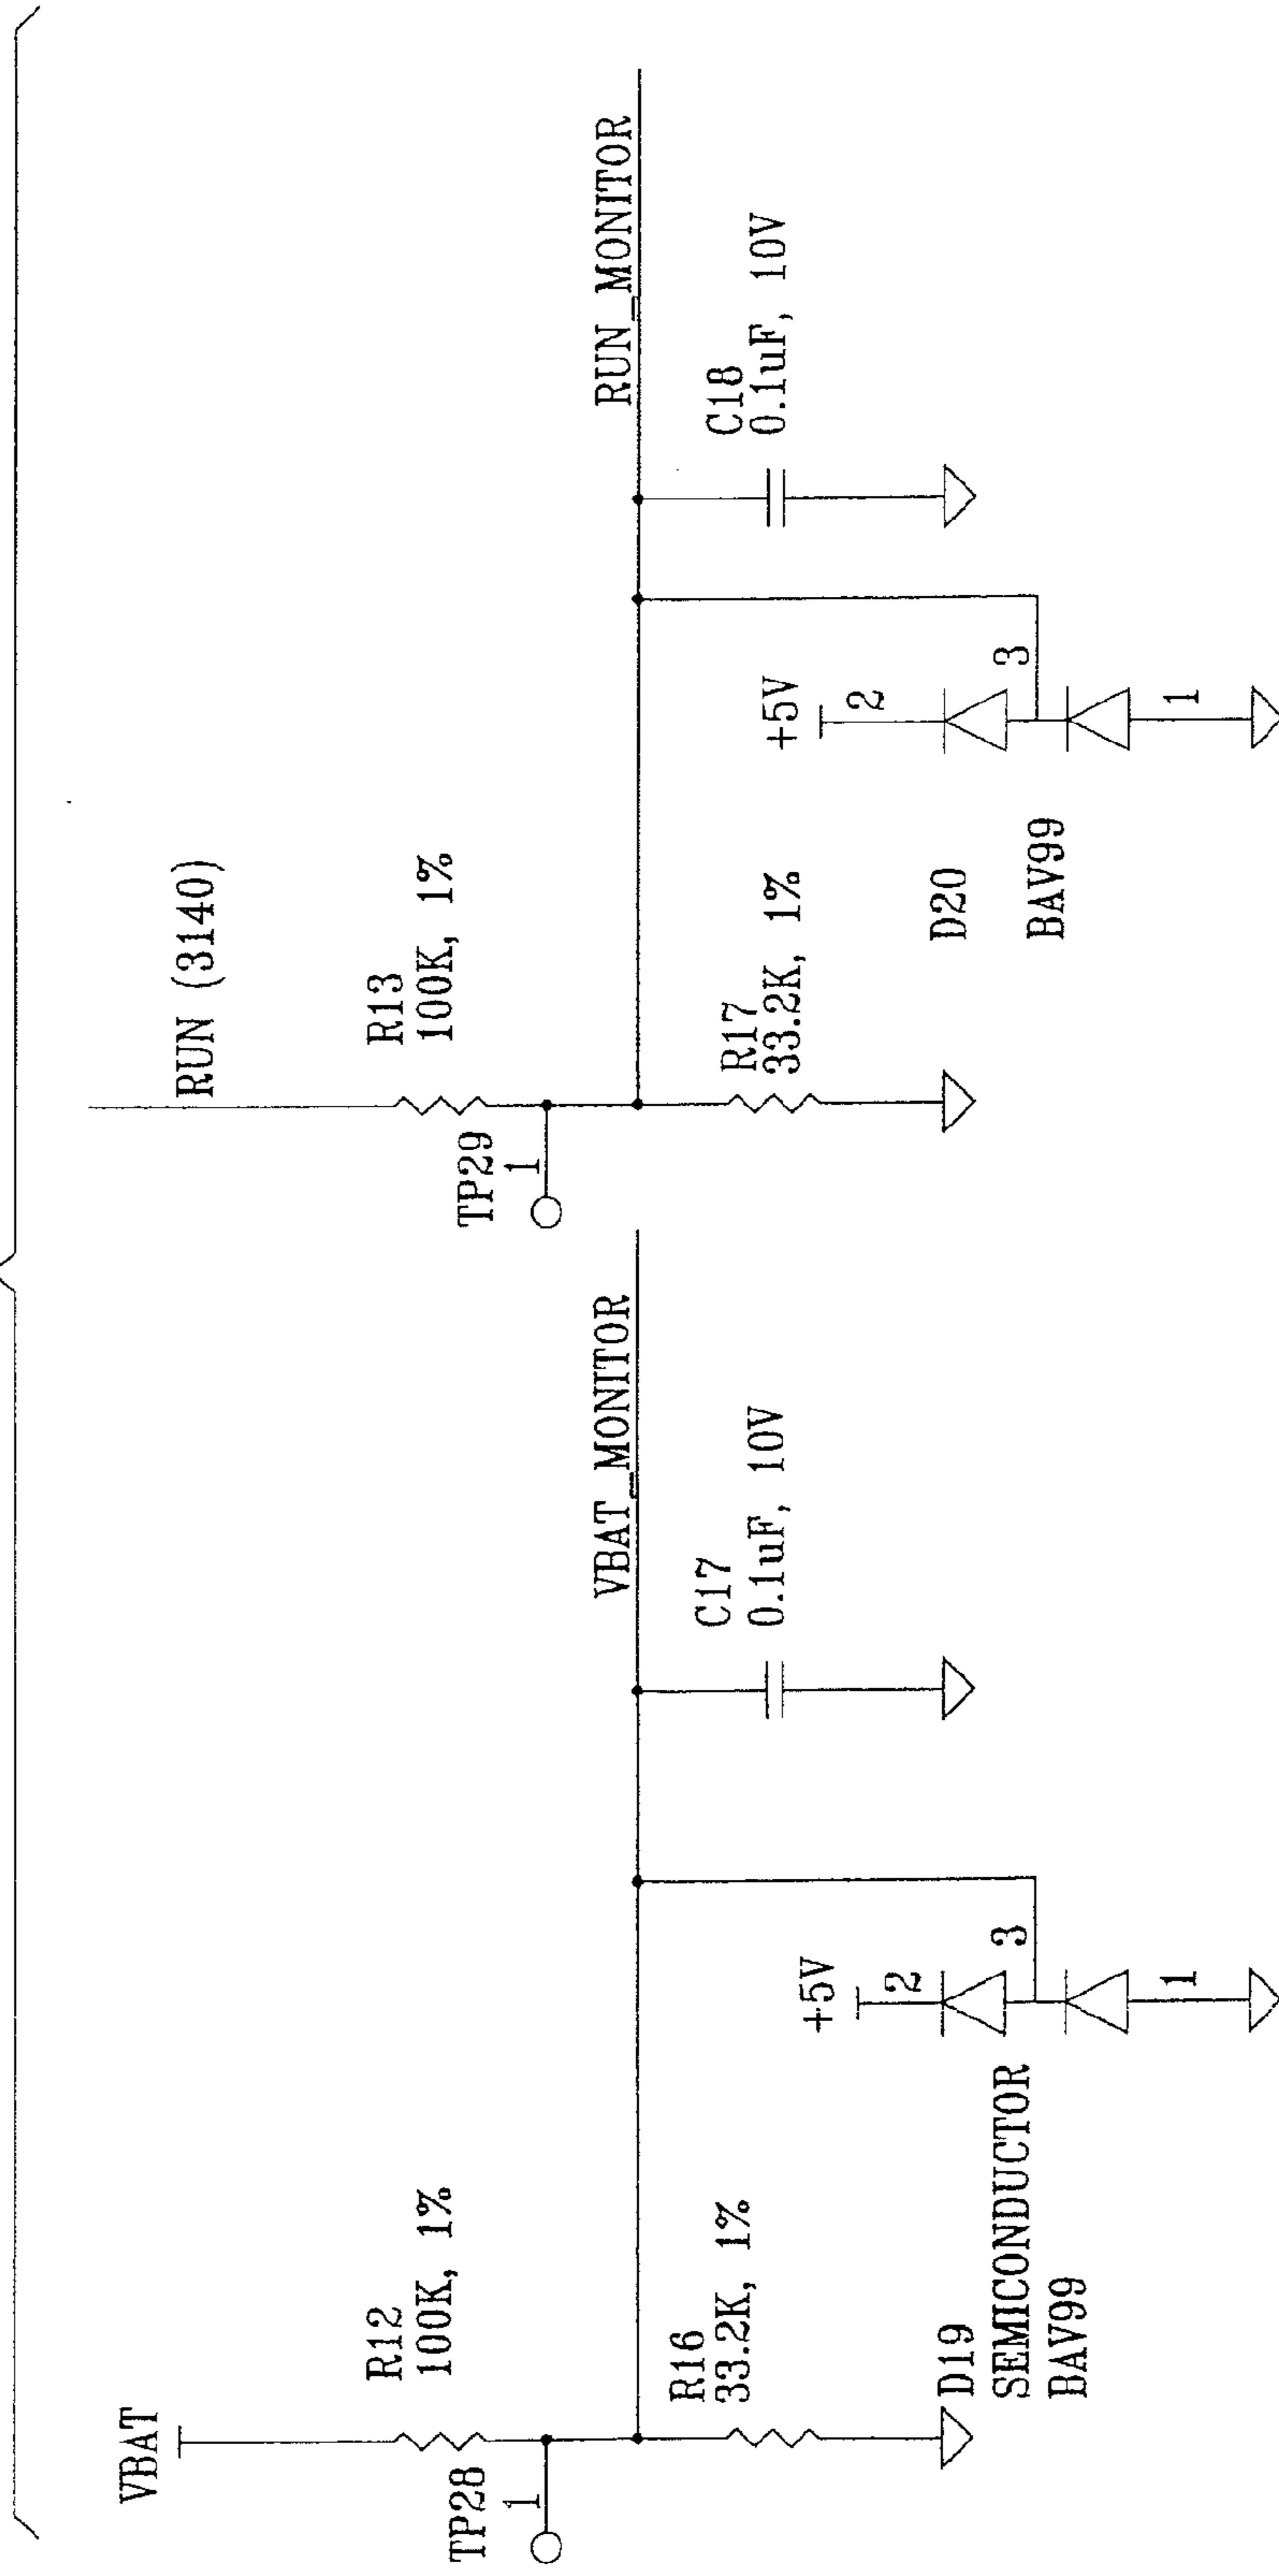 VBAT
R12
100K, 1%
TP28
1
VBAT_MONITOR
R16
33.2K, 1%
C17
0.1uF, 10V
+5V
2
3
1
D19
SEMICONDUCTOR
BAV99
RUN (3140)
R13
100K, 1%
TP29
1
RUN_MONITOR
R17
33.2K, 1%
C18
0.1uF, 10V
+5V
2
3
1
D20
BAV99